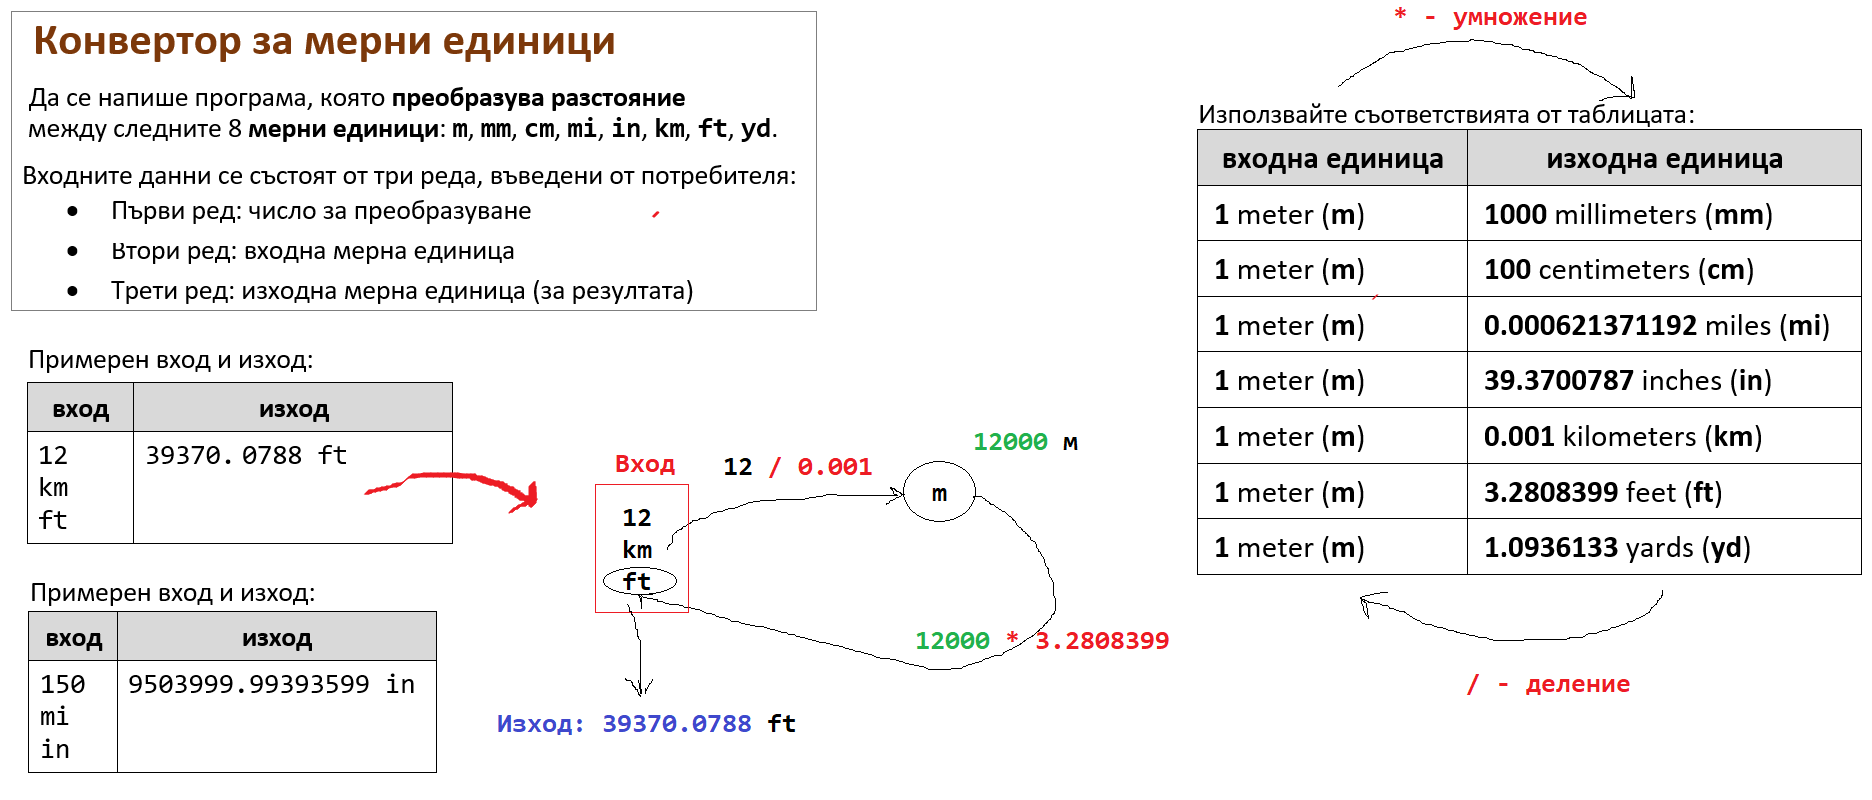 Конвертор за мерни единици
Да се напише програма, която преобразува разстояние
между следните 8 мерни единици: m, mm, cm, mi, in, km, ft, yd.
Входните данни се състоят от три реда, въведени от потребителя:
• Първи ред: число за преобразуване
• Втори ред: входна мерна единица
• Трети ред: изходна мерна единица (за резултата)
Примерен вход и изход:
вход изход
12 39370.0788 ft
km
ft
Примерен вход и изход:
вход изход
150 9503999.99393599 in
mi
in
Вход
12
km
ft
12 / 0.001
m
12000 м
12000 * 3.2808399
Изход: 39370.0788 ft
* - умножение
Използвайте съответствията от таблицата:
входна единица изходна единица
1 meter (m) 1000 millimeters (mm)
1 meter (m) 100 centimeters (cm)
1 meter (m) 0.000621371192 miles (mi)
1 meter (m) 39.3700787 inches (in)
1 meter (m) 0.001 kilometers (km)
1 meter (m) 3.2808399 feet (ft)
1 meter (m) 1.0936133 yards (yd)
/ - деление